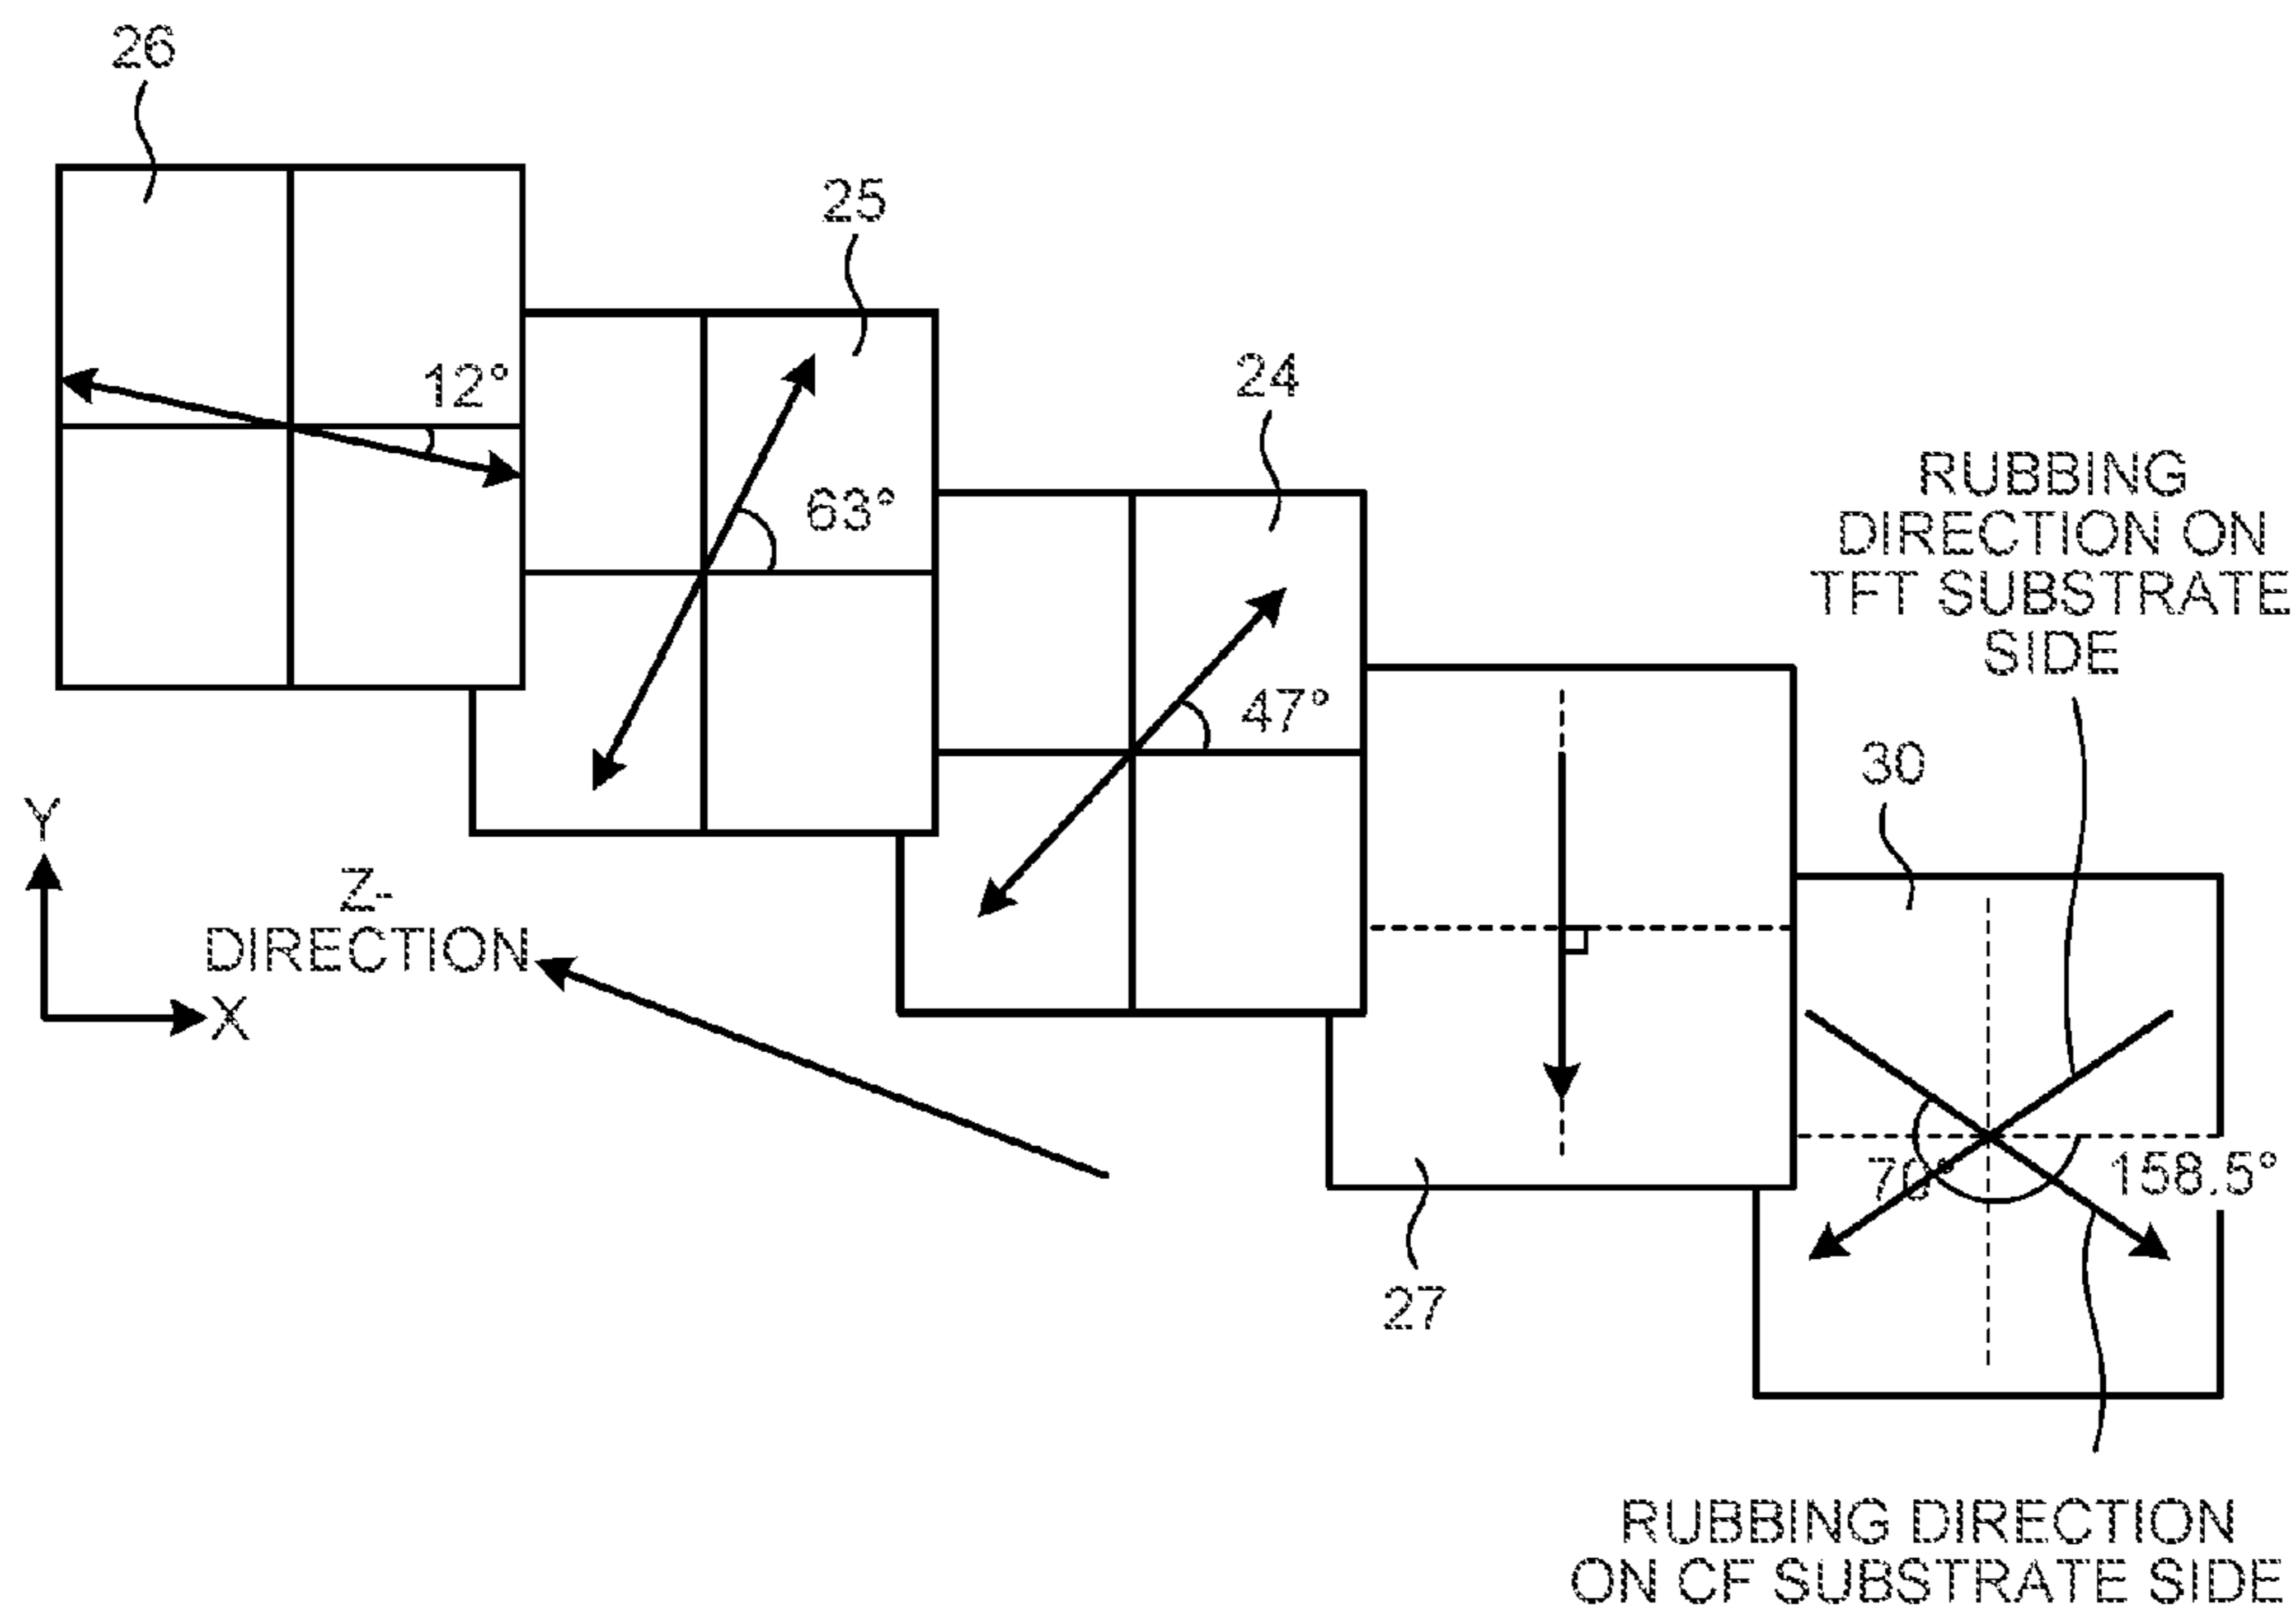 26
25
12°
24
63°
RUBBING
DIRECTION ON
TFT SUBSTRATE
SIDE
47°
30
Y
Z-
DIRECTION
X
70°
158.5°
27
RUBBING DIRECTION
ON CF SUBSTRATE SIDE